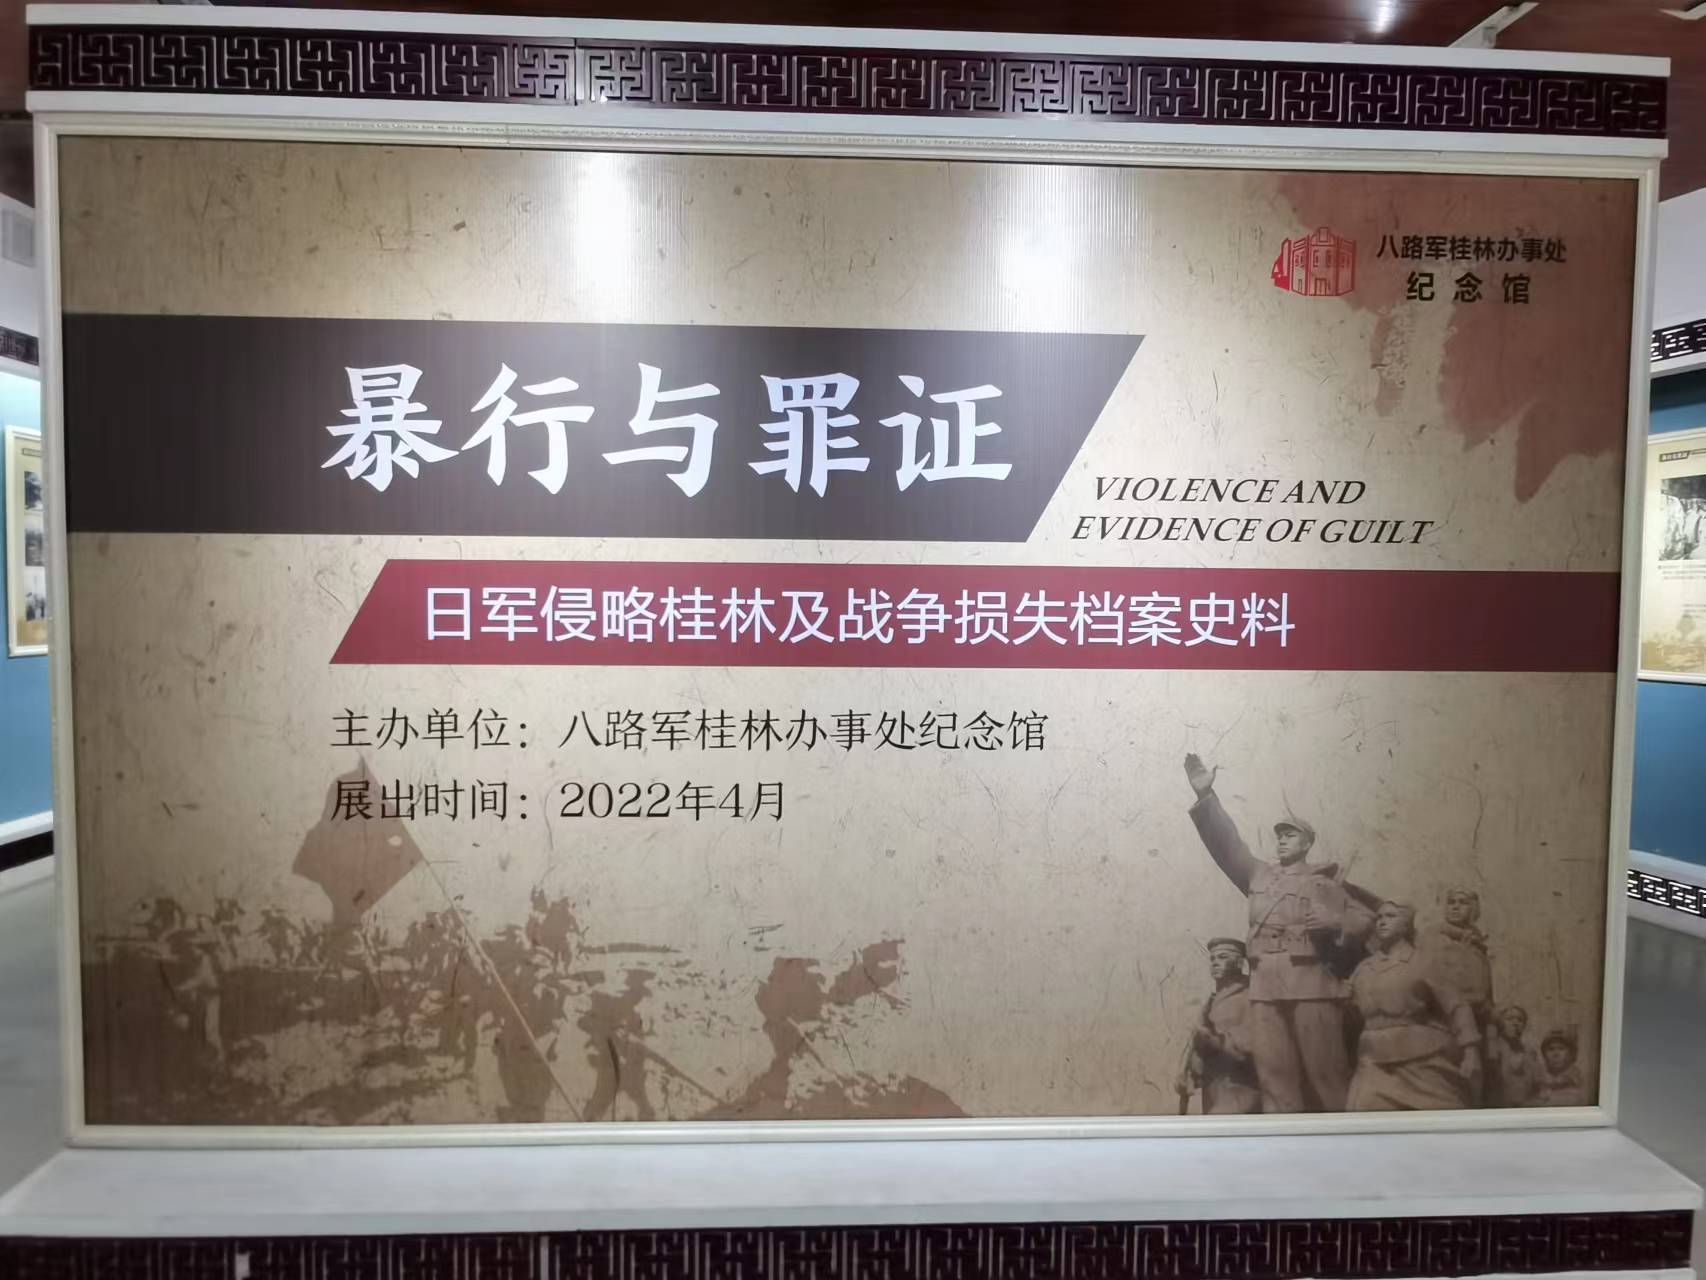 八路军桂林办事处
纪念馆
暴行与罪证
VIOLENCE AND
EVIDENCE OF GUILT
日军侵略桂林及战争损失档案史料
主办单位：八路军桂林办事处纪念馆
展出时间：2022年4月